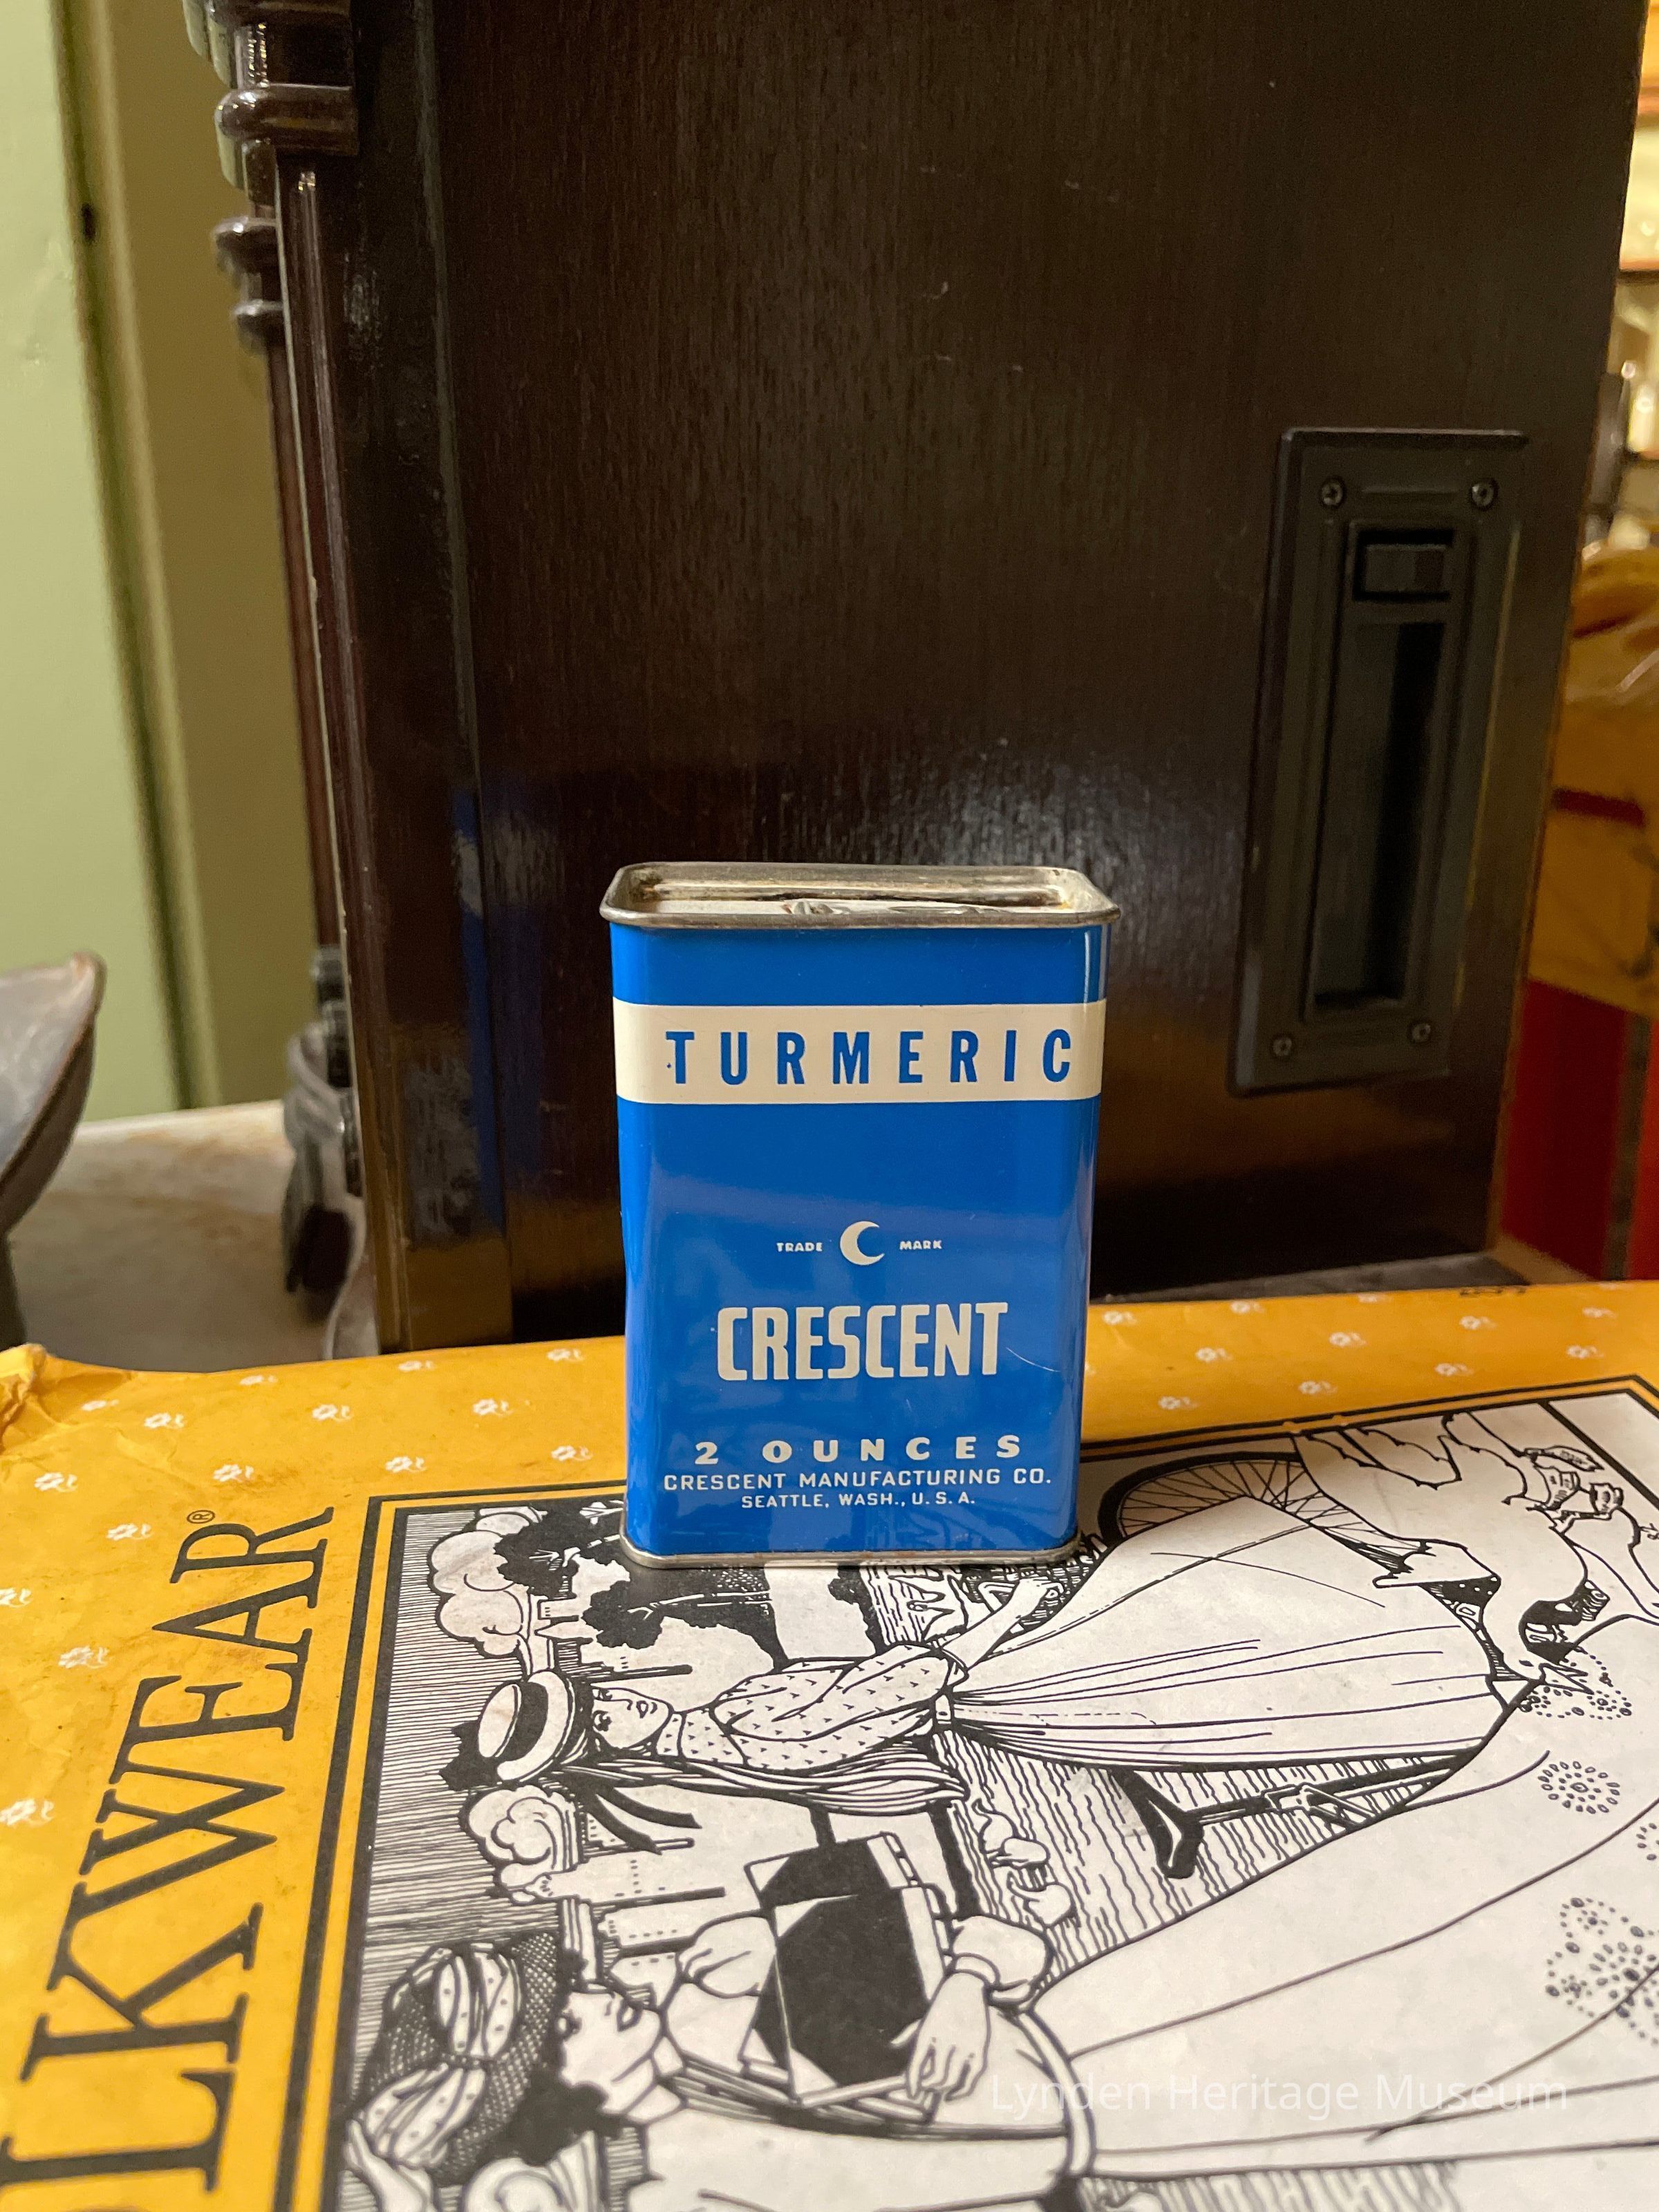 TURMERIC
TRADE MARK
CRESCENT
2 OUNCES
CRESCENT MANUFACTURING CO.
SEATTLE, WASH., U.S.A.
LKWEAR®
Lynden Heritage Museum